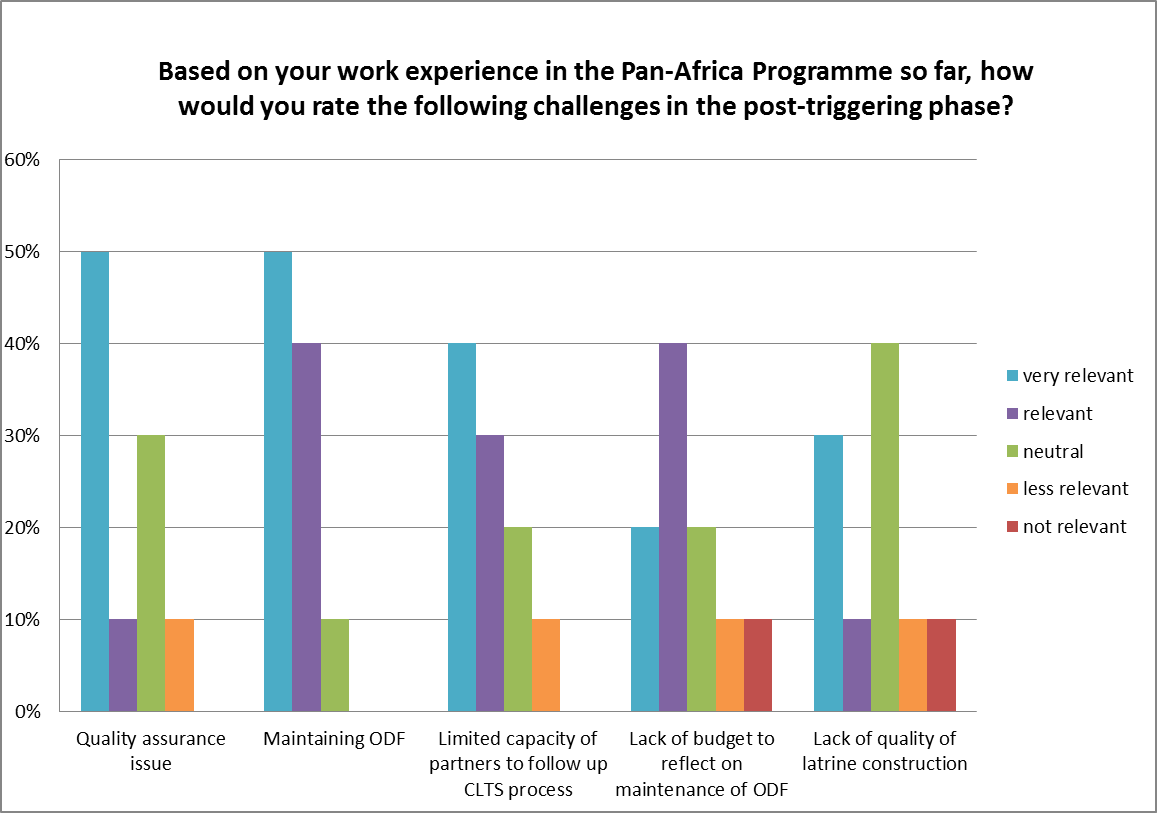 Based on your work experience in the Pan-Africa Programme so far, how
would you rate the following challenges in the post-triggering phase?
60%
50%
40%
30%
20%
10%
0%
Quality assurance
issue
Maintaining ODF
Limited capacity of
partners to follow up
CLTS process
Lack of budget to
reflect on
maintenance of ODF
Lack of quality of
latrine construction
very relevant
relevant
neutral
less relevant
not relevant